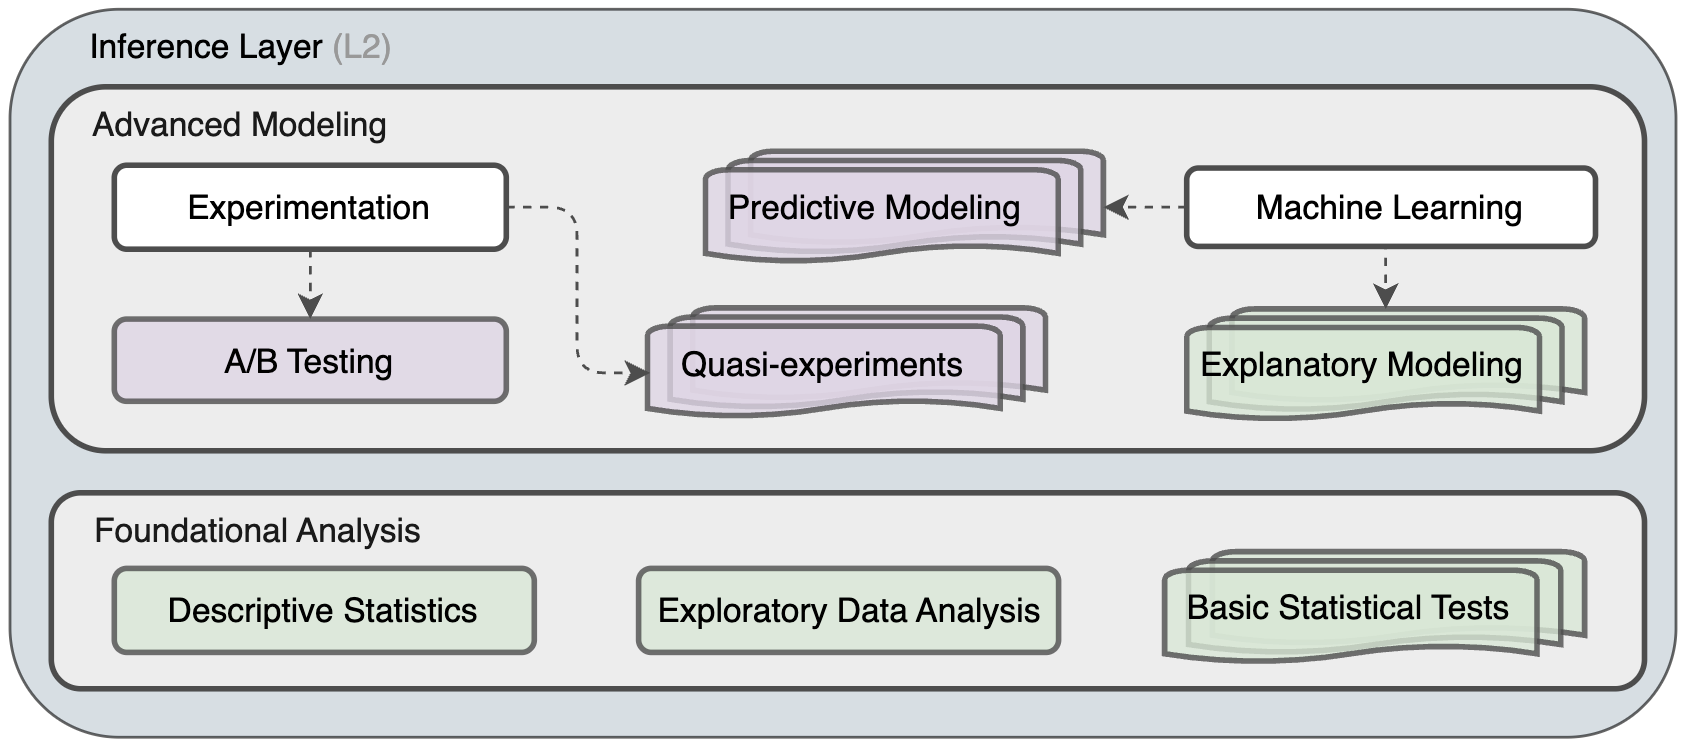 Inference Layer (L2)
Advanced Modeling
Experimentation
Predictive Modeling
Machine Learning
A/B Testing
Quasi-experiments
Explanatory Modeling
Foundational Analysis
Descriptive Statistics
Exploratory Data Analysis
Basic Statistical Tests